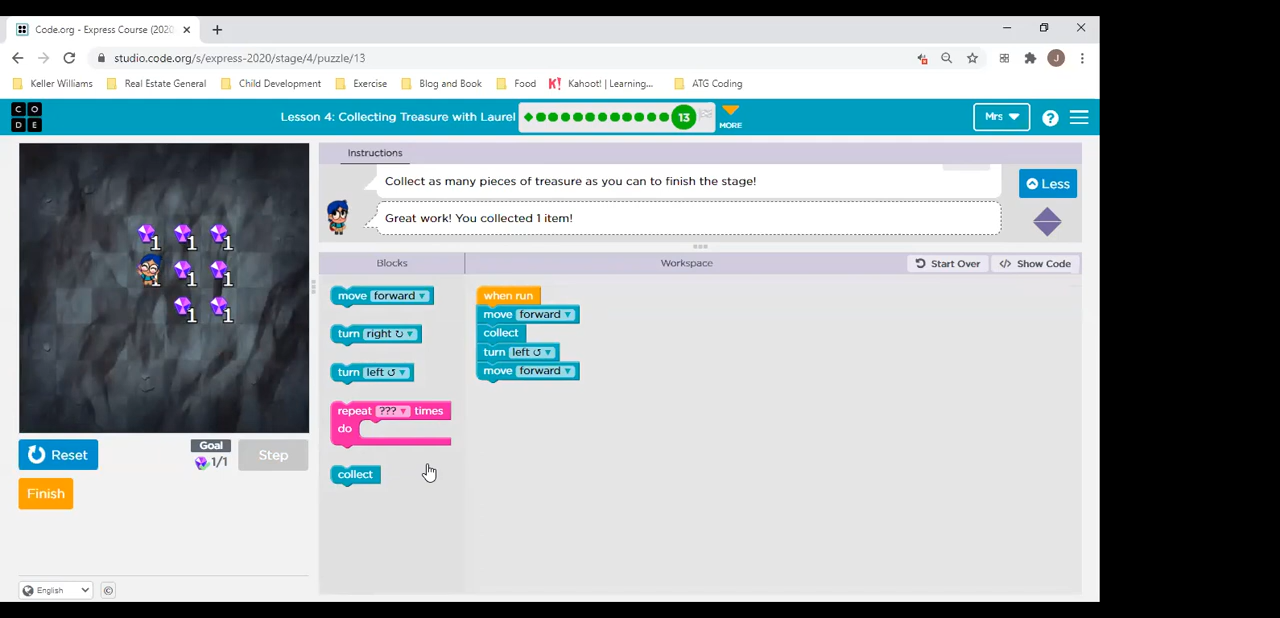 Code.org - Express Course (2020
studio.code.org/s/express-2020/stage/4/puzzle/13
Keller Williams Real Estate General Child Development Exercise Blog and Book Food K! Kahoot! | Learning... ATG Coding
C O D E
Lesson 4: Collecting Treasure with Laurel 13 MORE Mrs ?
Instructions
Collect as many pieces of treasure as you can to finish the stage!
Less
Great work! You collected 1 item!
Blocks Workspace Start Over </> Show Code
1 1 1
1 1 1
1 1
move forward
turn right
turn left
repeat ??? times
do
collect
when run
move forward
collect
turn left
move forward
Reset Goal 1/1 Step
Finish
English ©
J